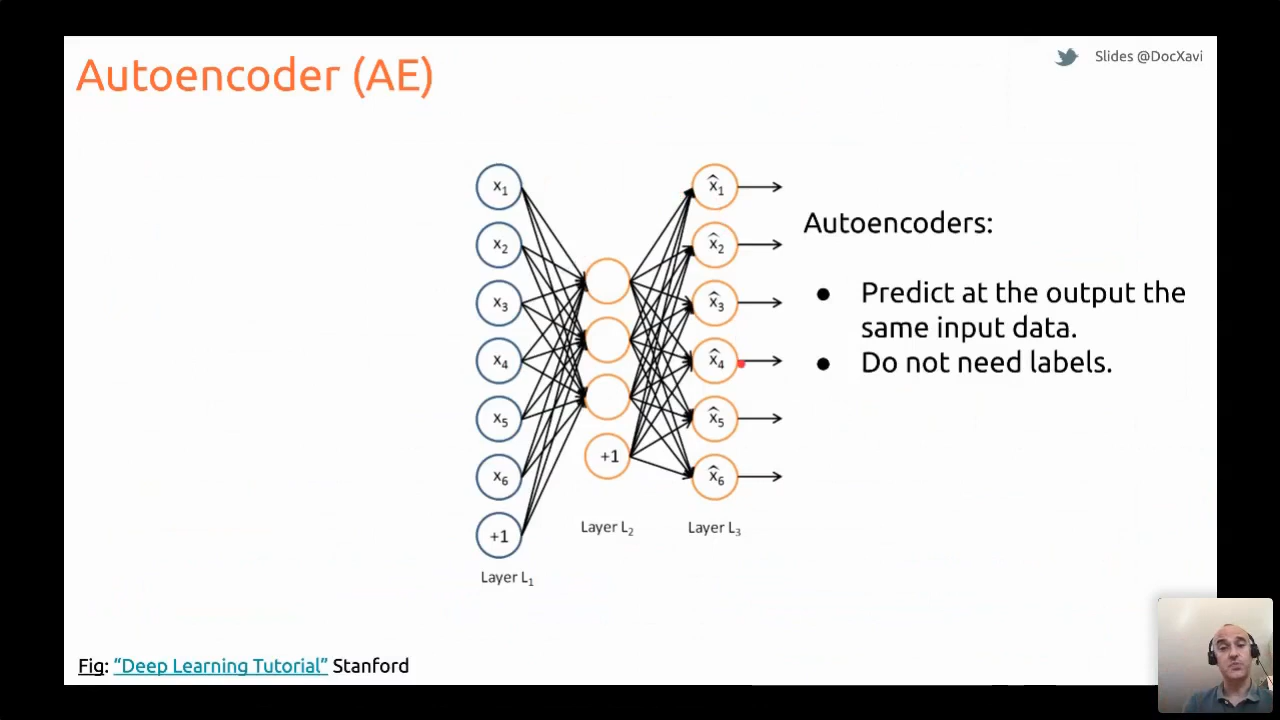 Autoencoder (AE)
Slides @DocXavi
x₁
x₂
x₃
x₄
x₅
x₆
+1
Layer L₁
+1
Layer L₂
x̂₁
x̂₂
x̂₃
x̂₄
x̂₅
x̂₆
Layer L₃
Autoencoders:
● Predict at the output the
same input data.
● Do not need labels.
Fig: “Deep Learning Tutorial” Stanford